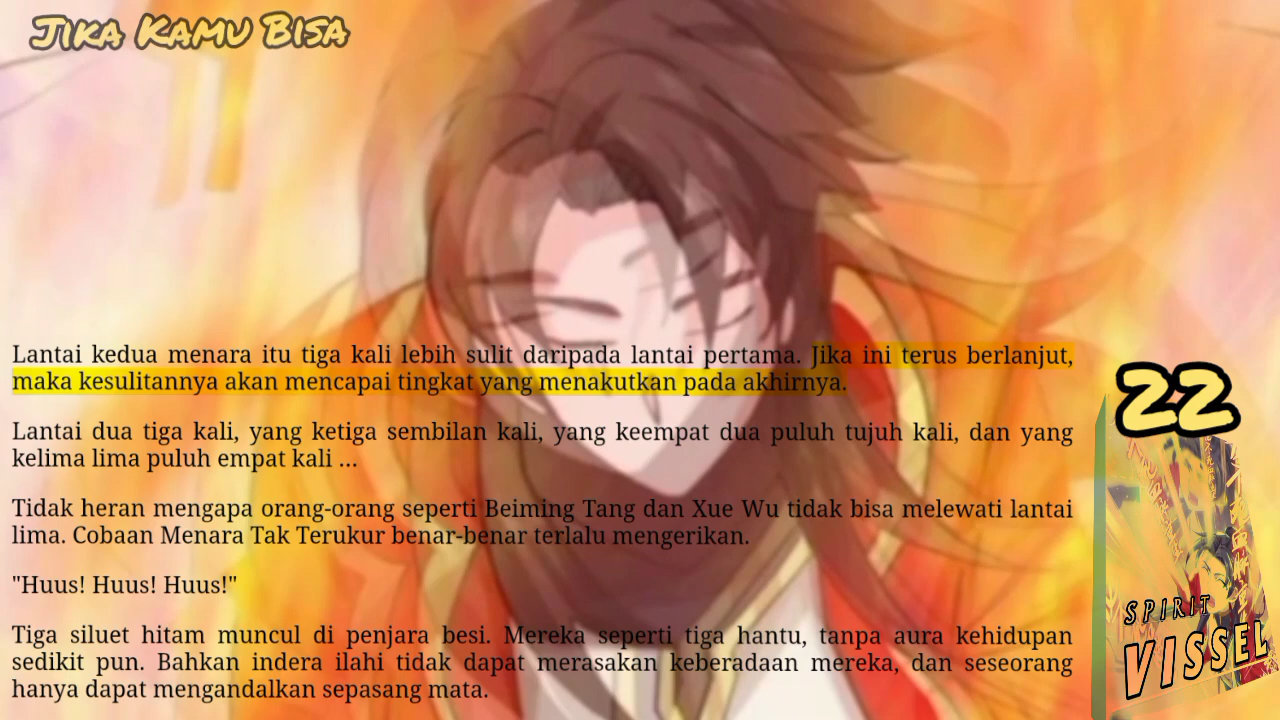 Jika Kamu Bisa
Lantai kedua menara itu tiga kali lebih sulit daripada lantai pertama. Jika ini terus berlanjut,
maka kesulitannya akan mencapai tingkat yang menakutkan pada akhirnya.
Lantai dua tiga kali, yang ketiga sembilan kali, yang keempat dua puluh tujuh kali, dan yang
kelima lima puluh empat kali ...
Tidak heran mengapa orang-orang seperti Beiming Tang dan Xue Wu tidak bisa melewati lantai
lima. Cobaan Menara Tak Terukur benar-benar terlalu mengerikan.
"Huus! Huus! Huus!"
Tiga siluet hitam muncul di penjara besi. Mereka seperti tiga hantu, tanpa aura kehidupan
sedikit pun. Bahkan indera ilahi tidak dapat merasakan keberadaan mereka, dan seseorang
hanya dapat mengandalkan sepasang mata.
22
SPIRIT
VISSEL